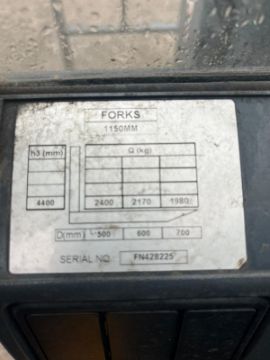 FORKS
1150MM
h3 (mm) Q (kg)
4400 2400 2170 1980
D(mm) 500 600 700
SERIAL NO. FN428225